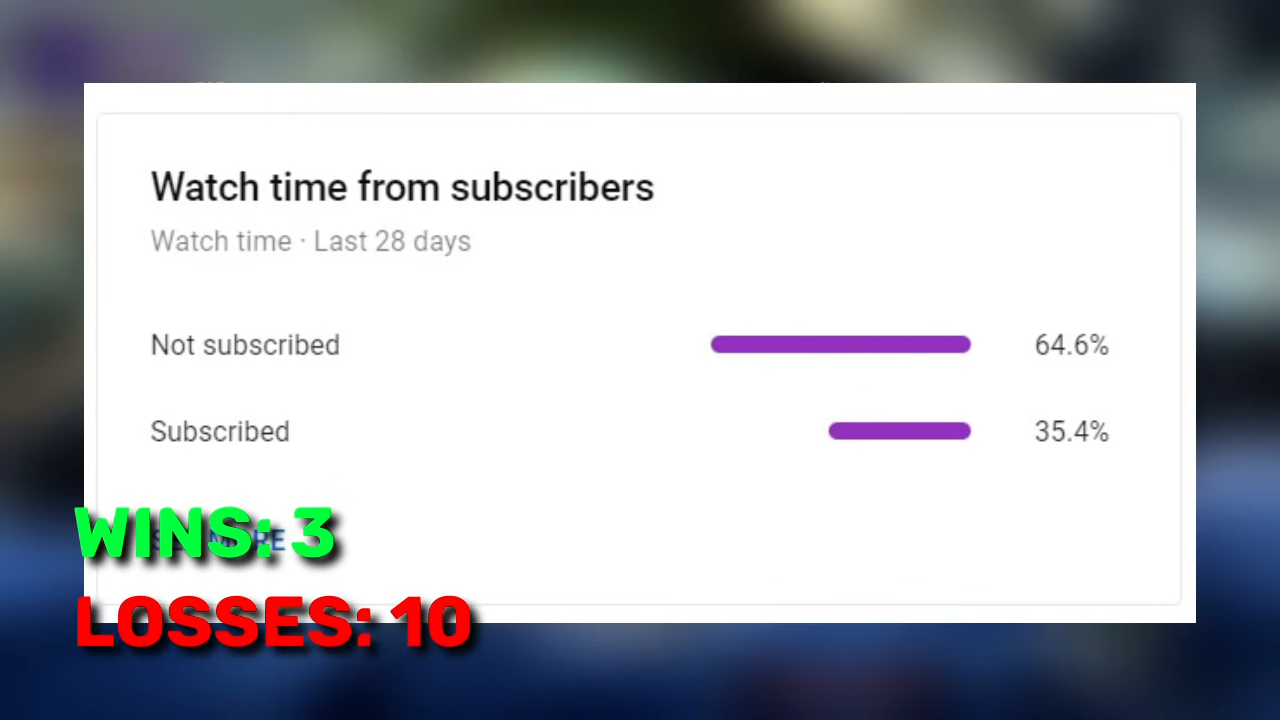 Watch time from subscribers
Watch time · Last 28 days
Not subscribed 64.6%
Subscribed 35.4%
WINS: 3
LOSSES: 10